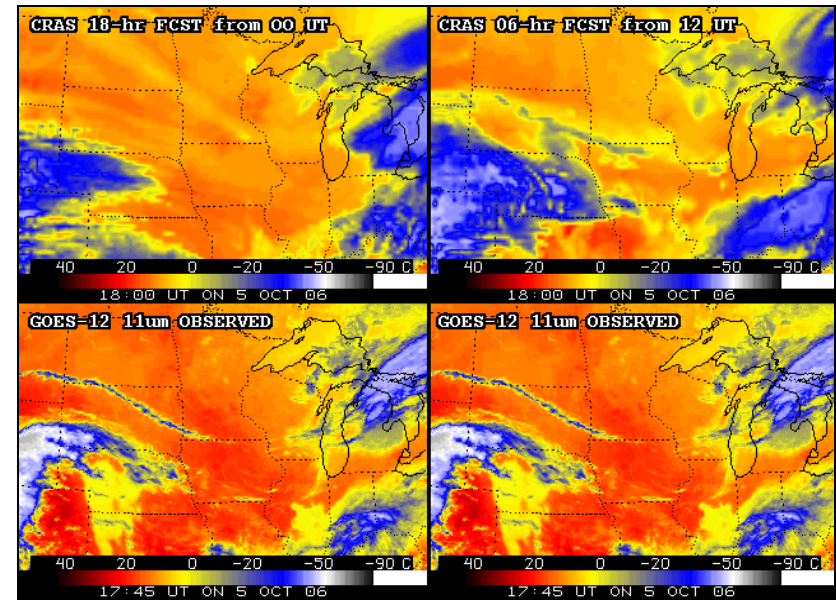 CRAS 18-hr FCST from 00 UT
CRAS 06-hr FCST from 12 UT
40 20 0 -20 -50 -90 C
18:00 UT ON 5 OCT 06
40 20 0 -20 -50 -90 C
18:00 UT ON 5 OCT 06
GOES-12 11um OBSERVED
GOES-12 11um OBSERVED
40 20 0 -20 -50 -90 C
17:45 UT ON 5 OCT 06
40 20 0 -20 -50 -90 C
17:45 UT ON 5 OCT 06